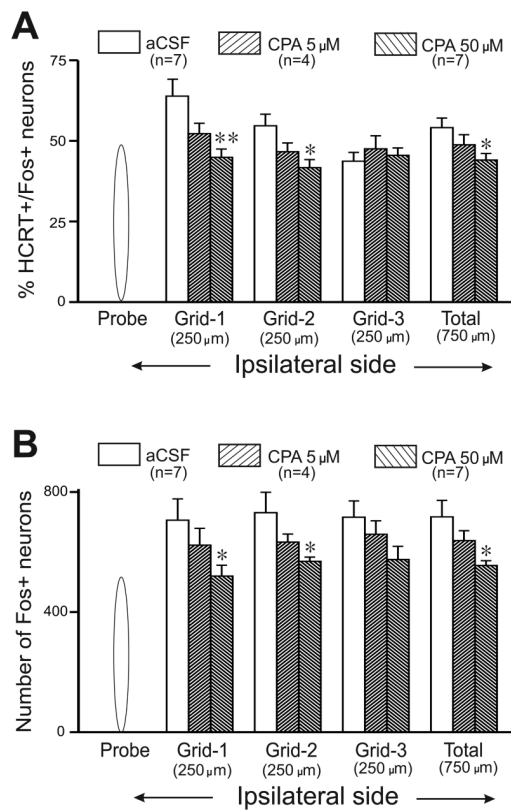 A
aCSF CPA 5 µM CPA 50 µM
(n=7) (n=4) (n=7)
% HCRT+/Fos+ neurons
75
50
25
0
** * *
Probe Grid-1 Grid-2 Grid-3 Total
(250 µm) (250 µm) (250 µm) (750 µm)
Ipsilateral side
B
aCSF CPA 5 µM CPA 50 µM
(n=7) (n=4) (n=7)
Number of Fos+ neurons
800
400
0
* * *
Probe Grid-1 Grid-2 Grid-3 Total
(250 µm) (250 µm) (250 µm) (750 µm)
Ipsilateral side